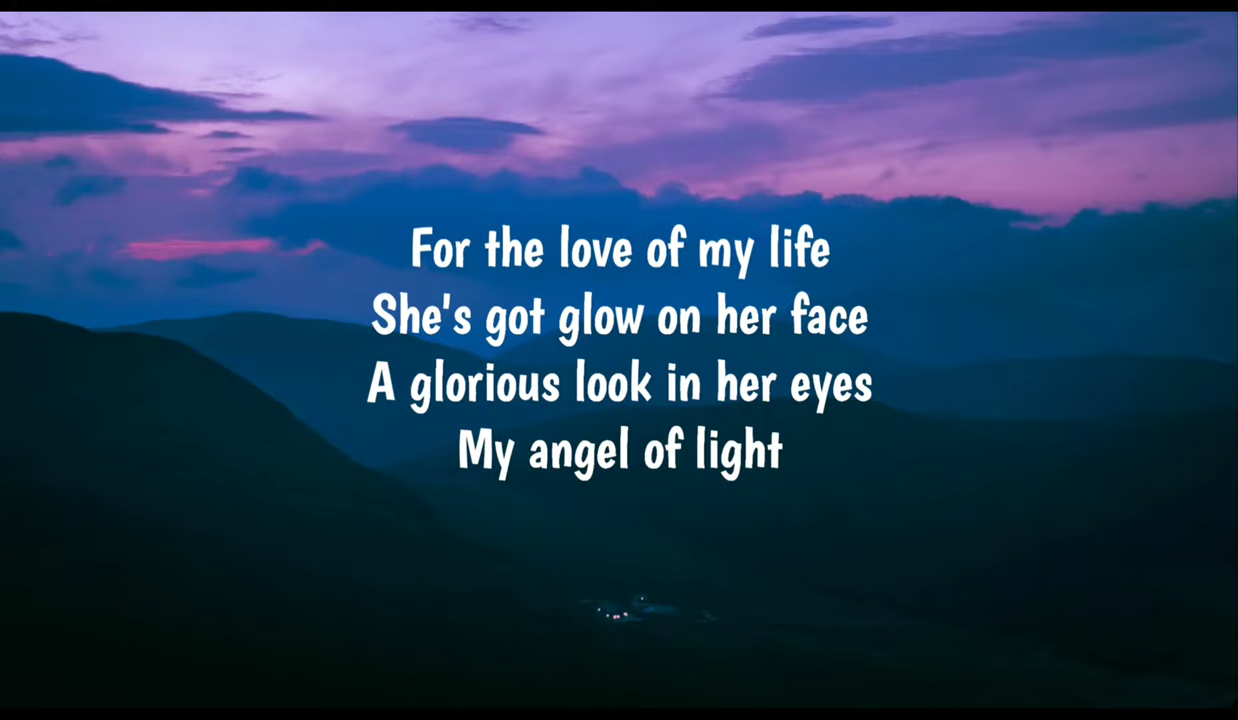 For the love of my life
She's got glow on her face
A glorious look in her eyes
My angel of light